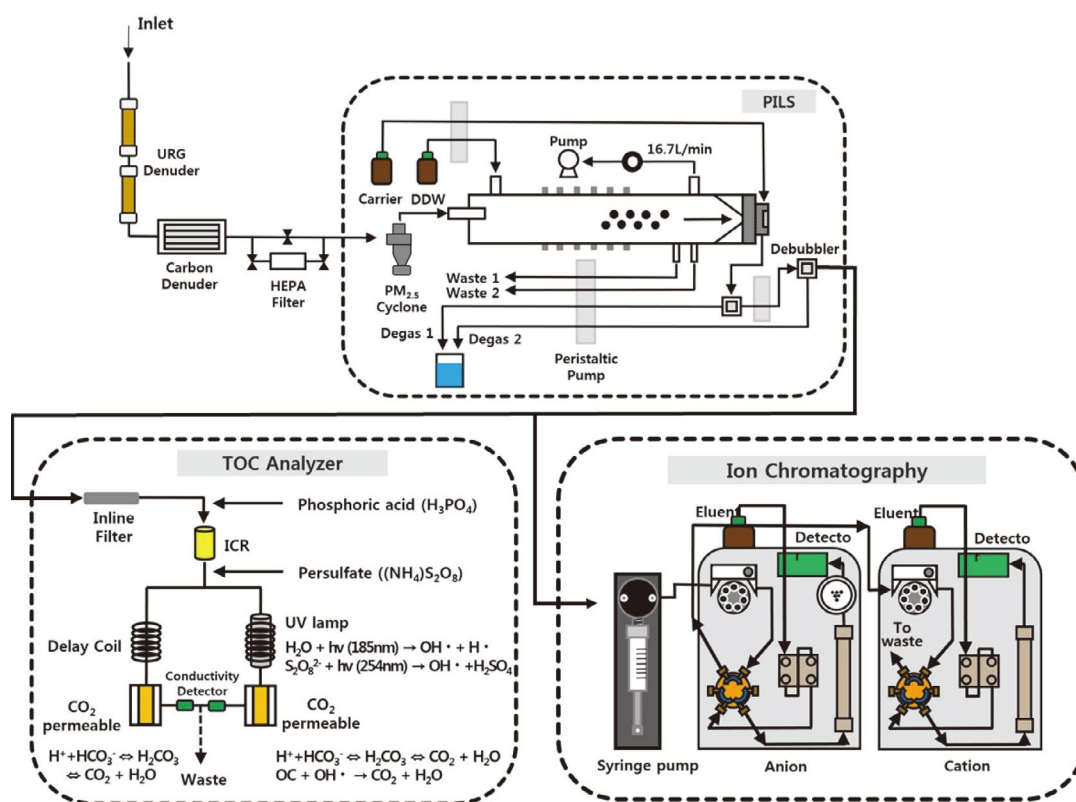 Inlet
URG
Denuder
Carbon
Denuder
HEPA
Filter
PILS
Pump
16.7L/min
Carrier
DDW
PM₂.₅
Cyclone
Waste 1
Waste 2
Debubbler
Degas 1
Degas 2
Peristaltic
Pump
TOC Analyzer
Inline
Filter
Phosphoric acid (H₃PO₄)
ICR
Persulfate ((NH₄)S₂O₈)
Delay Coil
UV lamp
H₂O + hv (185nm) → OH · + H ·
S₂O₈²⁻ + hv (254nm) → OH · +H₂SO₄
Conductivity
Detector
CO₂
permeable
CO₂
permeable
H⁺+HCO₃⁻ ⇔ H₂CO₃
⇔ CO₂ + H₂O
Waste
H⁺+HCO₃⁻ ⇔ H₂CO₃ ⇔ CO₂ + H₂O
OC + OH · → CO₂ + H₂O
Ion Chromatography
Eluent
Detecto
Eluent
Detecto
To
waste
Syringe pump
Anion
Cation